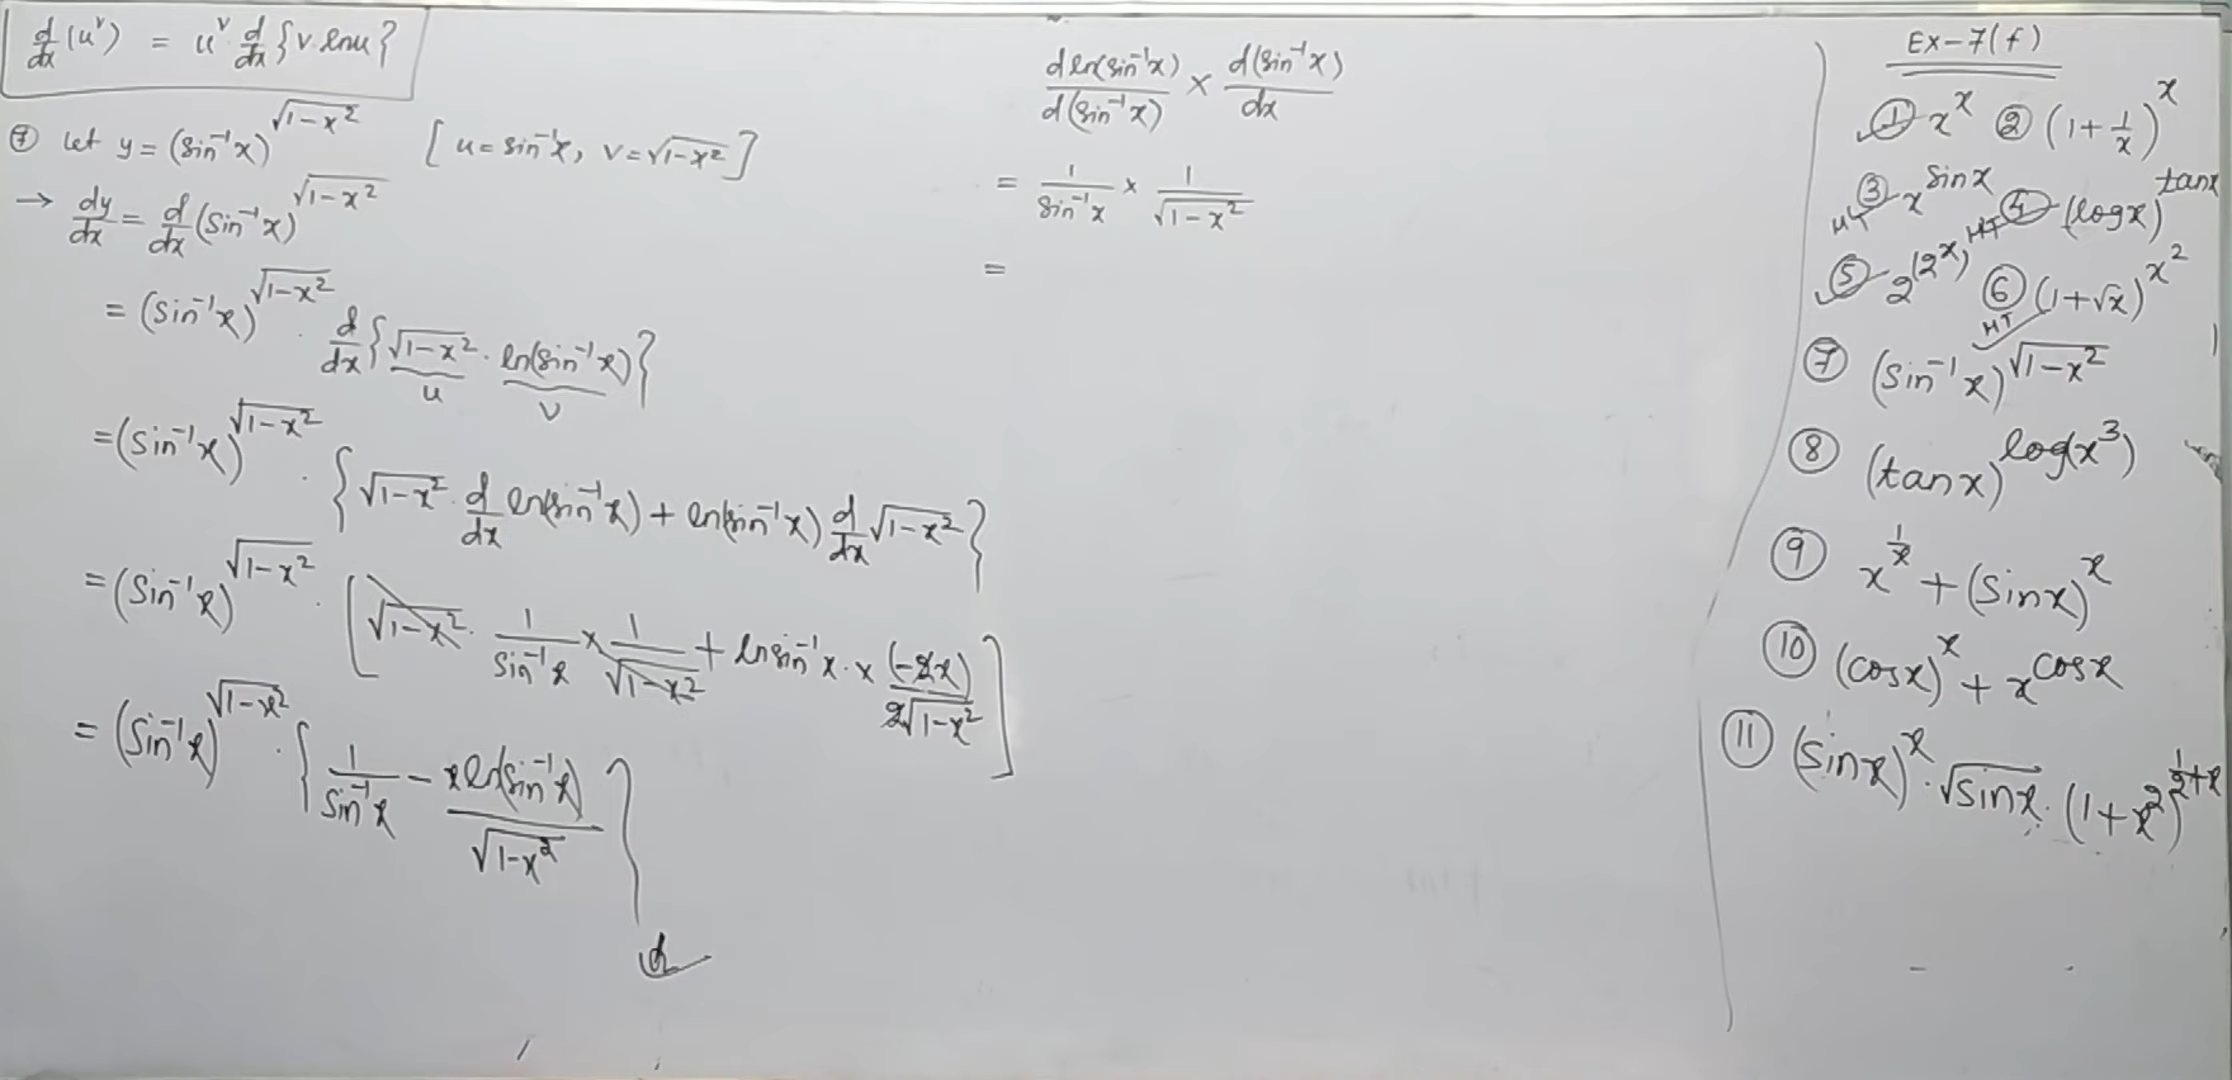 d/dx (u^v) = u^v d/dx {v lnu}
⑦ Let y = (sin⁻¹x)^√(1-x²) [u = sin⁻¹x, v = √(1-x²)]
→ dy/dx = d/dx (sin⁻¹x)^√(1-x²)
= (sin⁻¹x)^√(1-x²) · d/dx {√(1-x²) · ln(sin⁻¹x)}
u v
= (sin⁻¹x)^√(1-x²) · {√(1-x²) · d/dx ln(sin⁻¹x) + ln(sin⁻¹x) d/dx √(1-x²)}
= (sin⁻¹x)^√(1-x²) · [√(1-x²) · 1/sin⁻¹x × 1/√(1-x²) + ln sin⁻¹x · × (-2x)/2√(1-x²)]
= (sin⁻¹x)^√(1-x²) · {1/sin⁻¹x - x ln(sin⁻¹x)/√(1-x²)}
d ln(sin⁻¹x)/d(sin⁻¹x) × d(sin⁻¹x)/dx
= 1/sin⁻¹x × 1/√(1-x²)
=
Ex-7(f)
① x^x ② (1+1/x)^x
③ x^sinx ④ (logx)^tanx
HT HT
⑤ 2^(2^x) ⑥ (1+√x)^x²
HT
⑦ (sin⁻¹x)^√(1-x²)
⑧ (tanx)^log(x³)
⑨ x^(1/x) + (sinx)^x
⑩ (cosx)^x + x^cosx
⑪ (sinx)^x · √sinx · (1+x²)^(1/2+x)